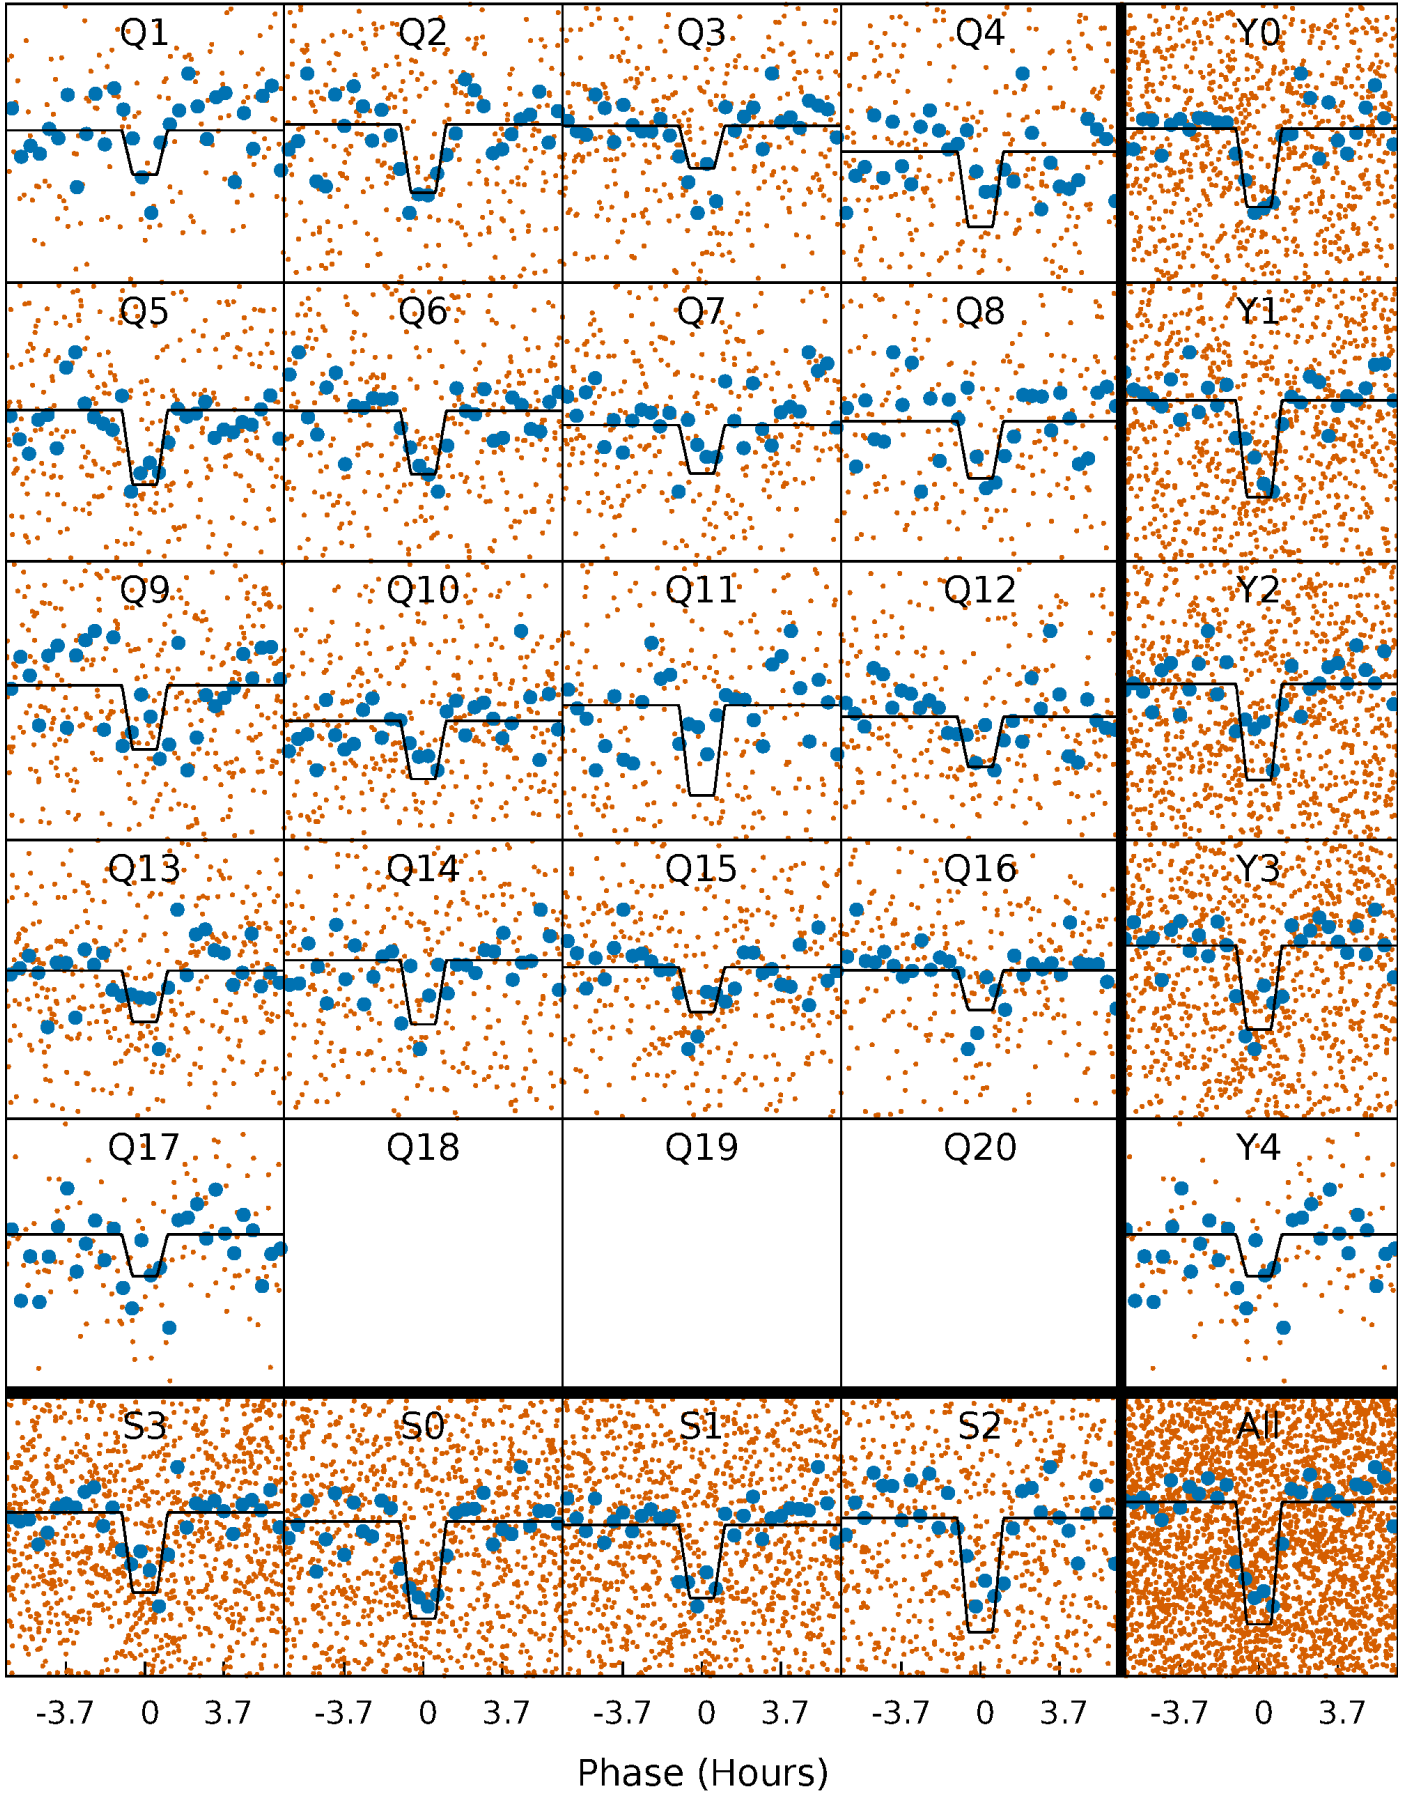 Q1 Q2 Q3 Q4 Y0
Q5 Q6 Q7 Q8 Y1
Q9 Q10 Q11 Q12 Y2
Q13 Q14 Q15 Q16 Y3
Q17 Q18 Q19 Q20 Y4
S3 S0 S1 S2 All
-3.7 0 3.7 -3.7 0 3.7 -3.7 0 3.7 -3.7 0 3.7 -3.7 0 3.7
Phase (Hours)